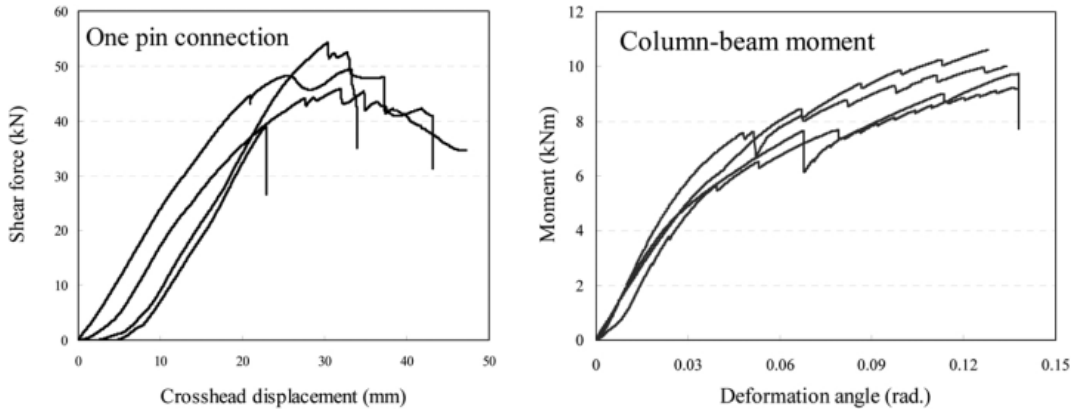 One pin connection
60
50
40
30
20
10
0
Shear force (kN)
0 10 20 30 40 50
Crosshead displacement (mm)
Column-beam moment
12
10
8
6
4
2
0
Moment (kNm)
0 0.03 0.06 0.09 0.12 0.15
Deformation angle (rad.)